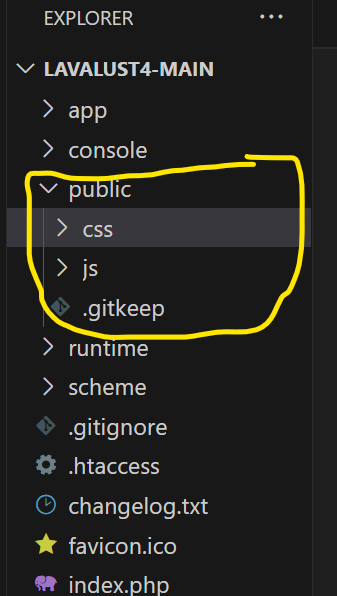 EXPLORER ...
LAVALUST4-MAIN
app
console
public
css
js
.gitkeep
runtime
scheme
.gitignore
.htaccess
changelog.txt
favicon.ico
index.php